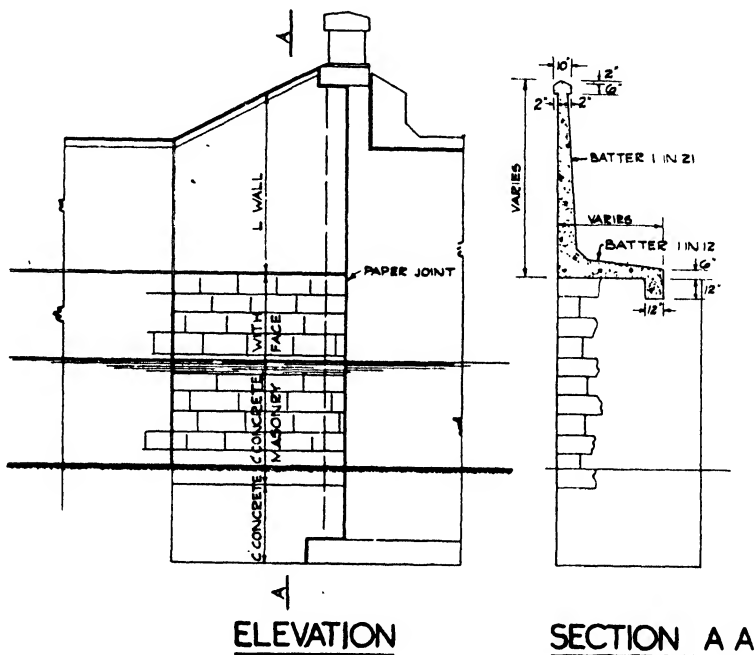 A
L WALL
PAPER JOINT
'C' CONCRETE WITH
MASONRY FACE
'C' CONCRETE
A
ELEVATION
10"
2"
6"
2" 2"
BATTER 1 IN 21
VARIES
VARIES
BATTER 1 IN 12
6"
12"
12"
SECTION A A